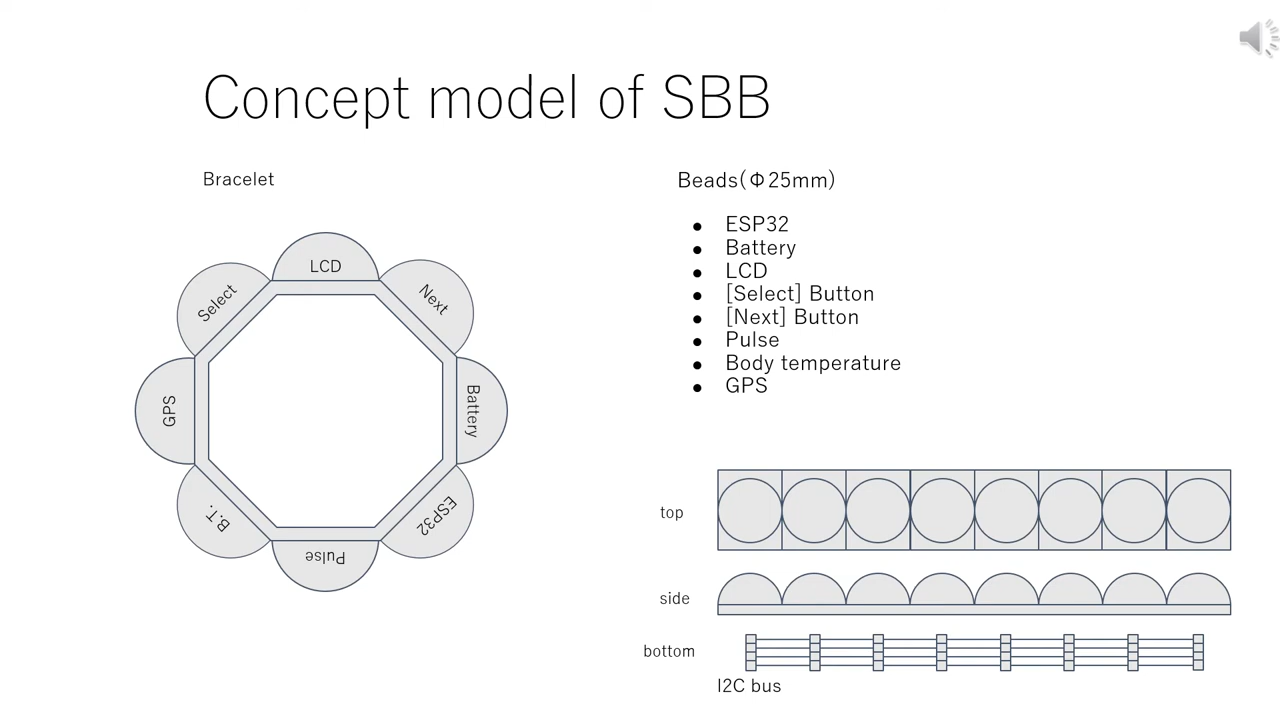 Concept model of SBB
Bracelet
LCD
Next
Battery
ESP32
Pulse
B.T.
GPS
Select
Beads(Φ25mm)
● ESP32
● Battery
● LCD
● [Select] Button
● [Next] Button
● Pulse
● Body temperature
● GPS
top
side
bottom
I2C bus